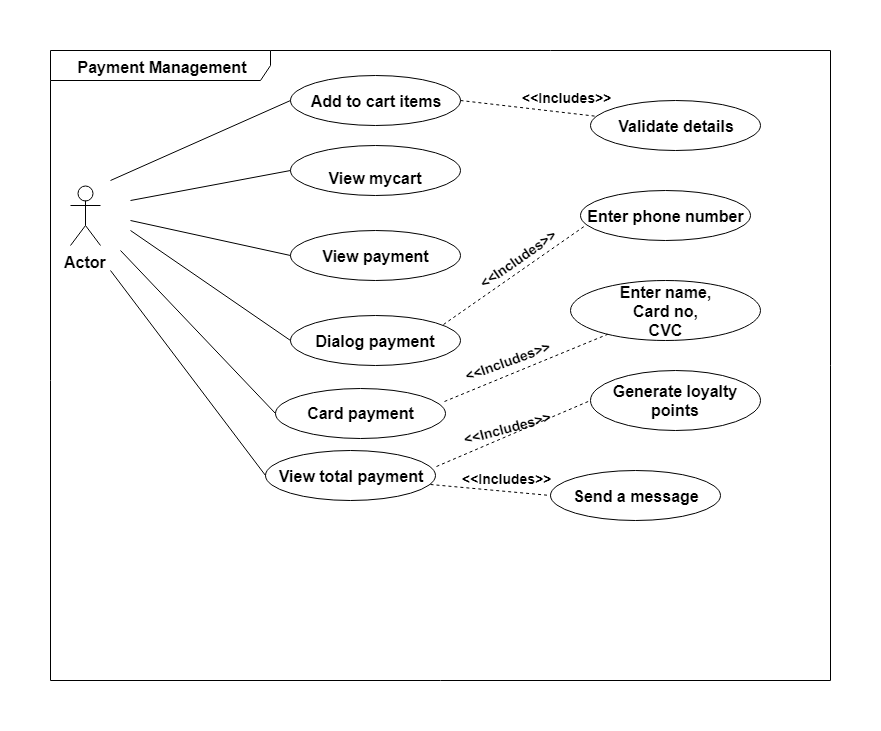 Payment Management
Add to cart items
<<Includes>>
Validate details
View mycart
Actor
Enter phone number
View payment
<<Includes>>
Enter name,
Card no,
CVC
Dialog payment
<<Includes>>
Card payment
Generate loyalty
points
<<Includes>>
View total payment
<<Includes>>
Send a message